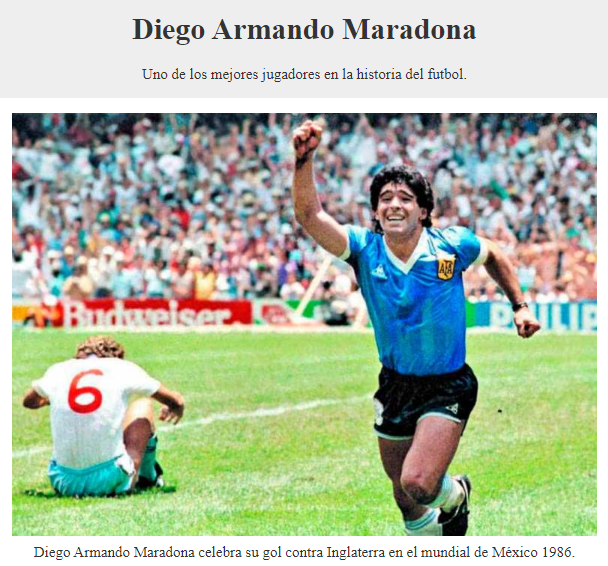 Diego Armando Maradona
Uno de los mejores jugadores en la historia del futbol.
Budweiser
PHILIP
6
Diego Armando Maradona celebra su gol contra Inglaterra en el mundial de México 1986.